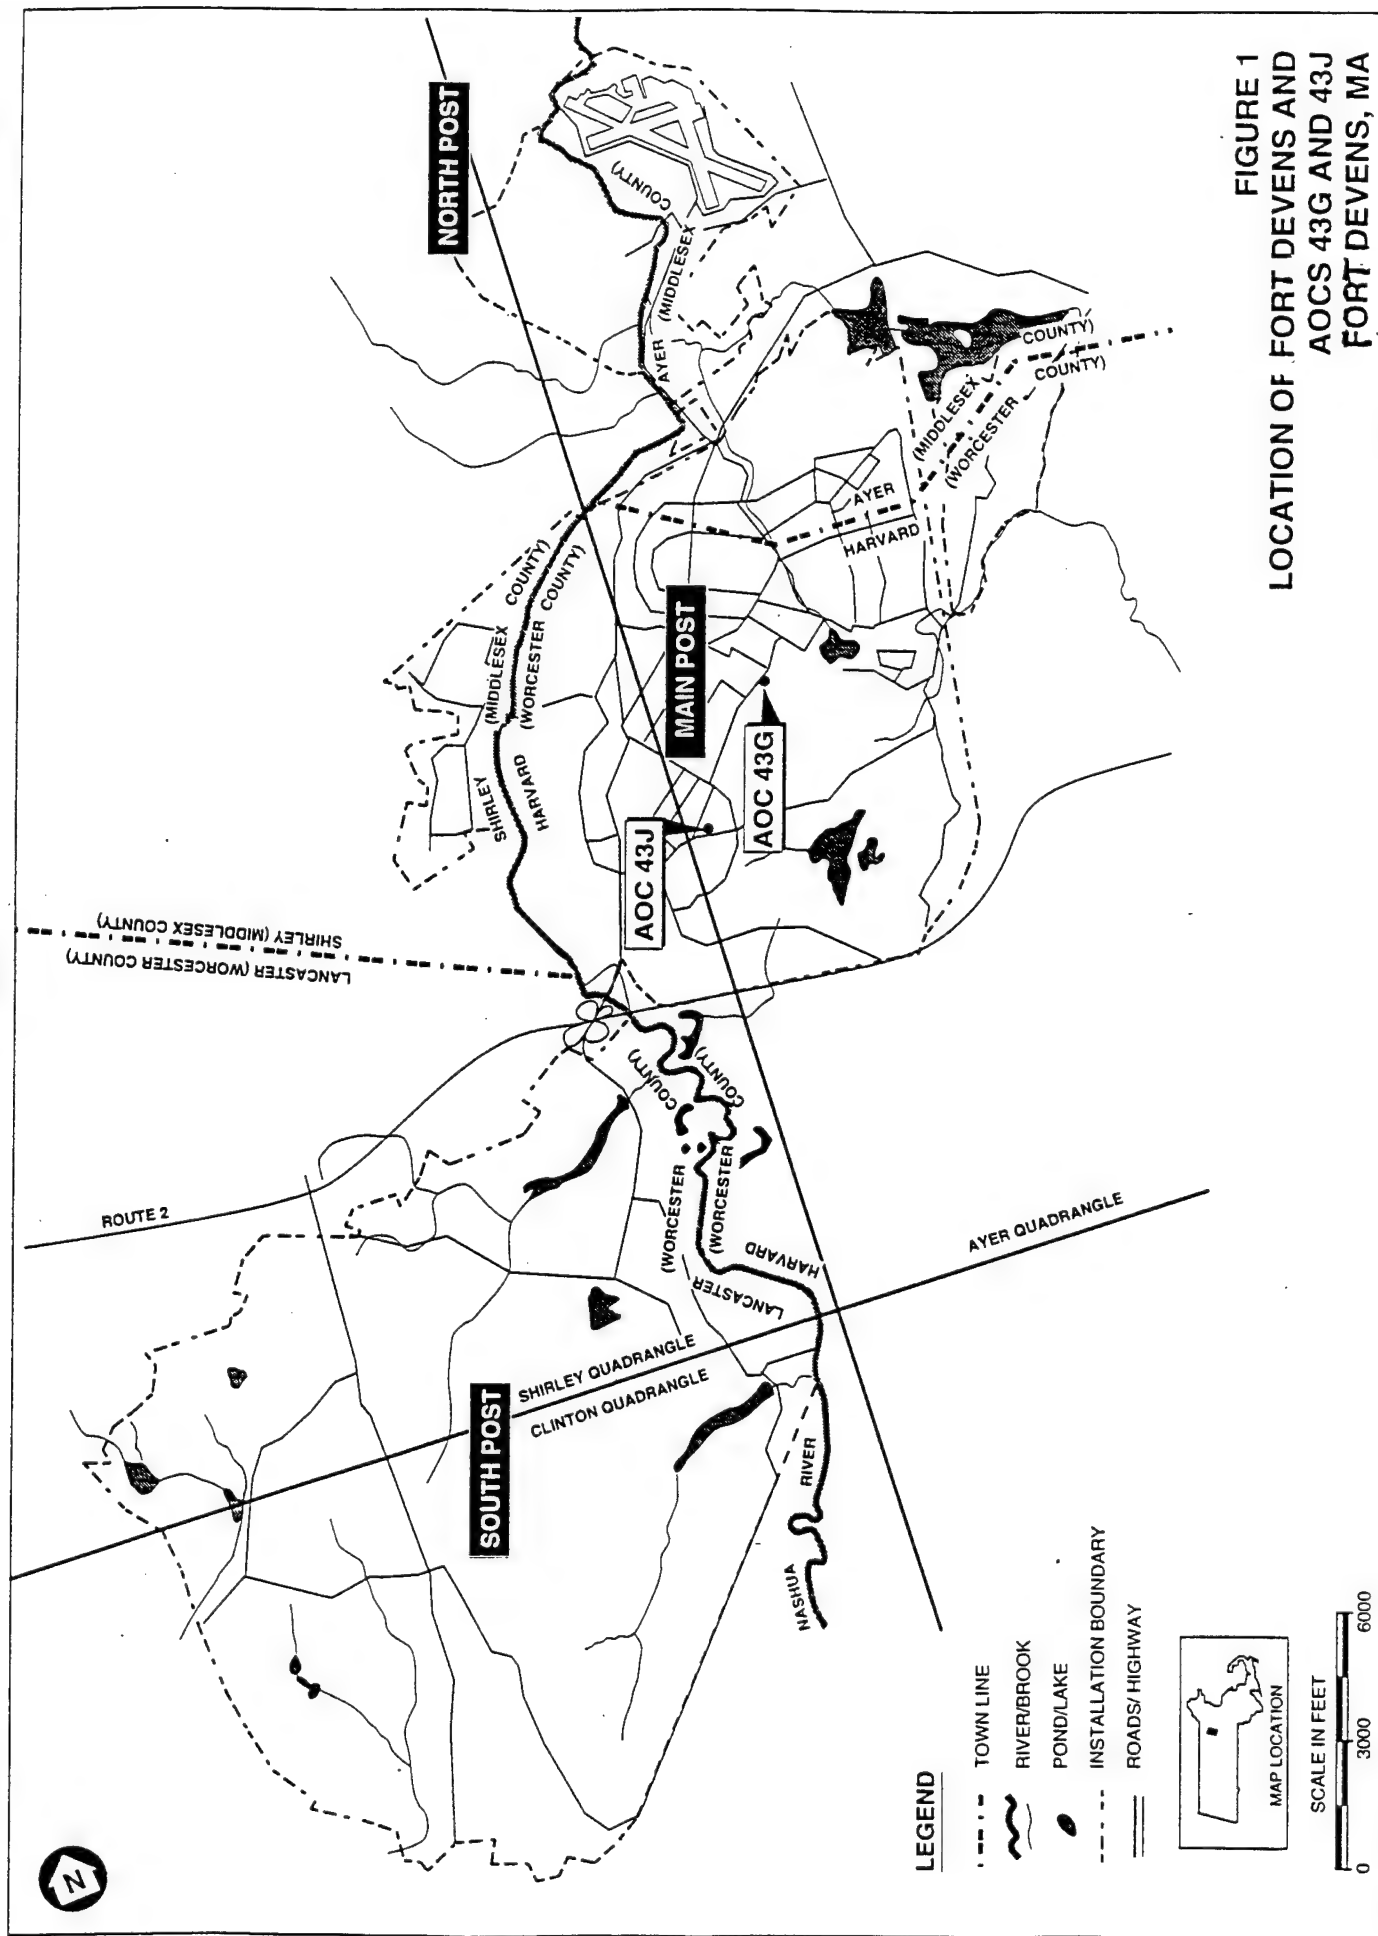 FIGURE 1
LOCATION OF FORT DEVENS AND
AOCS 43G AND 43J
FORT DEVENS, MA
NORTH POST
COUNTY)
AYER (MIDDLESEX
COUNTY)
(MIDDLESEX
COUNTY)
(WORCESTER
AYER
HARVARD
(MIDDLESEX COUNTY)
(WORCESTER COUNTY)
SHIRLEY
HARVARD
MAIN POST
AOC 43G
AOC 43J
SHIRLEY (MIDDLESEX COUNTY)
LANCASTER (WORCESTER COUNTY)
ROUTE 2
COUNTY)
COUNTY)
(WORCESTER
(WORCESTER
LANCASTER
HARVARD
AYER QUADRANGLE
SHIRLEY QUADRANGLE
CLINTON QUADRANGLE
SOUTH POST
NASHUA RIVER
N
LEGEND
TOWN LINE
RIVER/BROOK
POND/LAKE
INSTALLATION BOUNDARY
ROADS/ HIGHWAY
MAP LOCATION
SCALE IN FEET
0 3000 6000